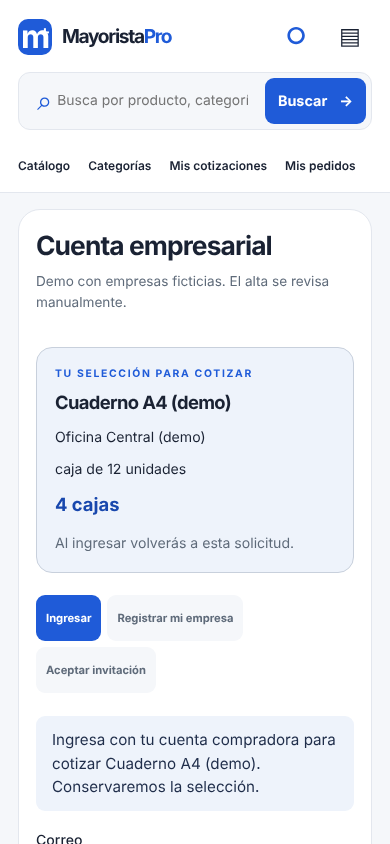 m MayoristaPro
Busca por producto, categorí
Buscar →
Catálogo Categorías Mis cotizaciones Mis pedidos
Cuenta empresarial
Demo con empresas ficticias. El alta se revisa
manualmente.
TU SELECCIÓN PARA COTIZAR
Cuaderno A4 (demo)
Oficina Central (demo)
caja de 12 unidades
4 cajas
Al ingresar volverás a esta solicitud.
Ingresar Registrar mi empresa
Aceptar invitación
Ingresa con tu cuenta compradora para
cotizar Cuaderno A4 (demo).
Conservaremos la selección.
Correo